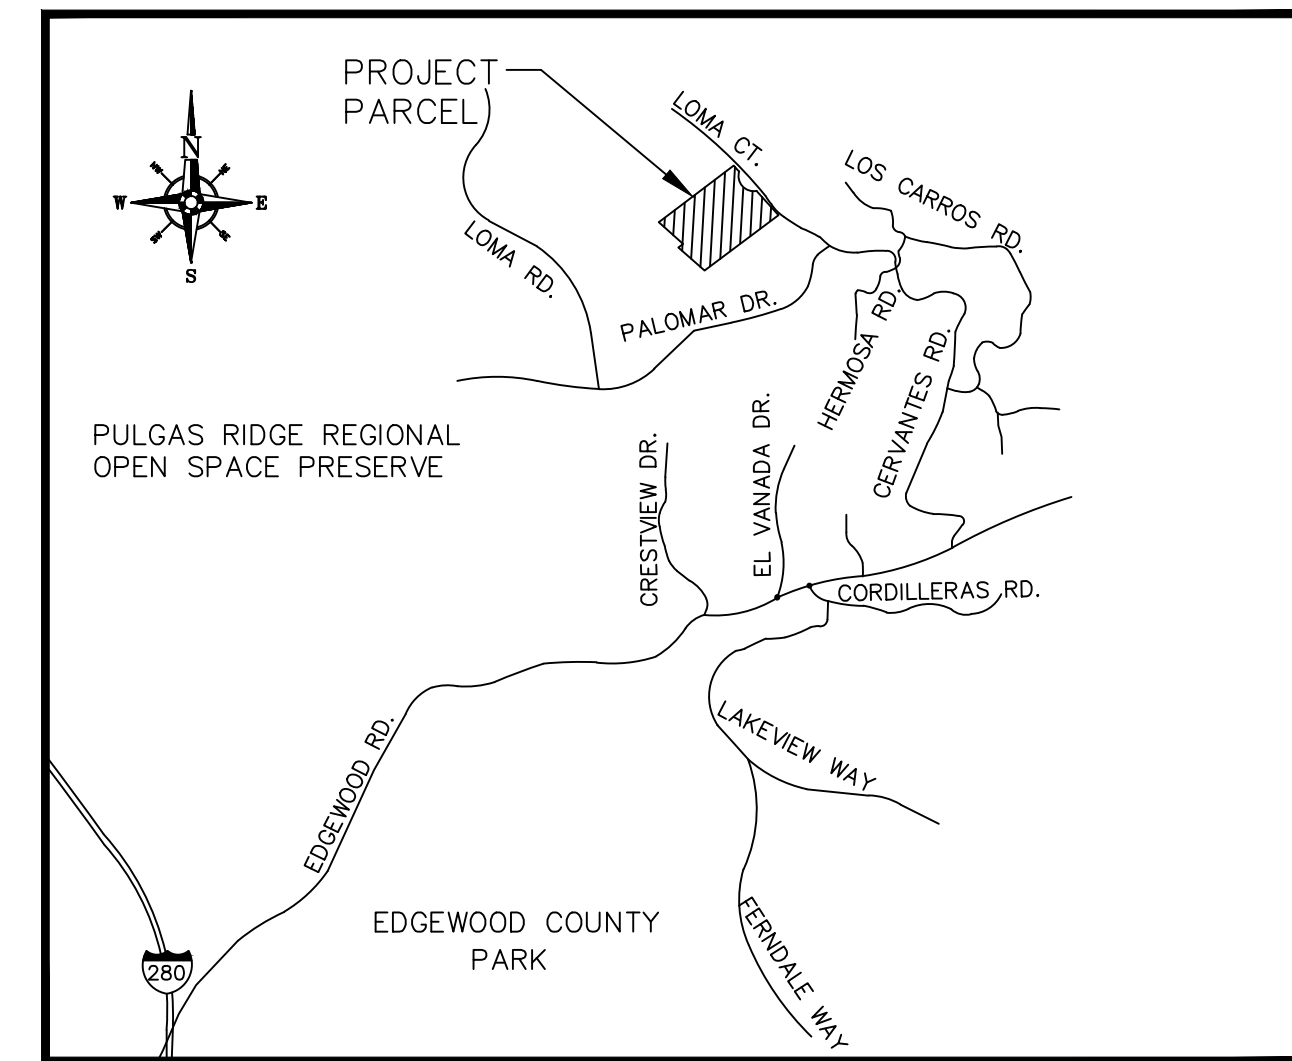 PROJECT
PARCEL
LOMA CT.
LOS CARROS RD.
N
W
E
S
LOMA RD.
PALOMAR DR.
HERMOSA RD.
CERVANTES RD.
PULGAS RIDGE REGIONAL
OPEN SPACE PRESERVE
CRESTVIEW DR.
EL VANADA DR.
CORDILLERAS RD.
LAKEVIEW WAY
EDGEWOOD RD.
EDGEWOOD COUNTY
PARK
FERNDALE WAY
280